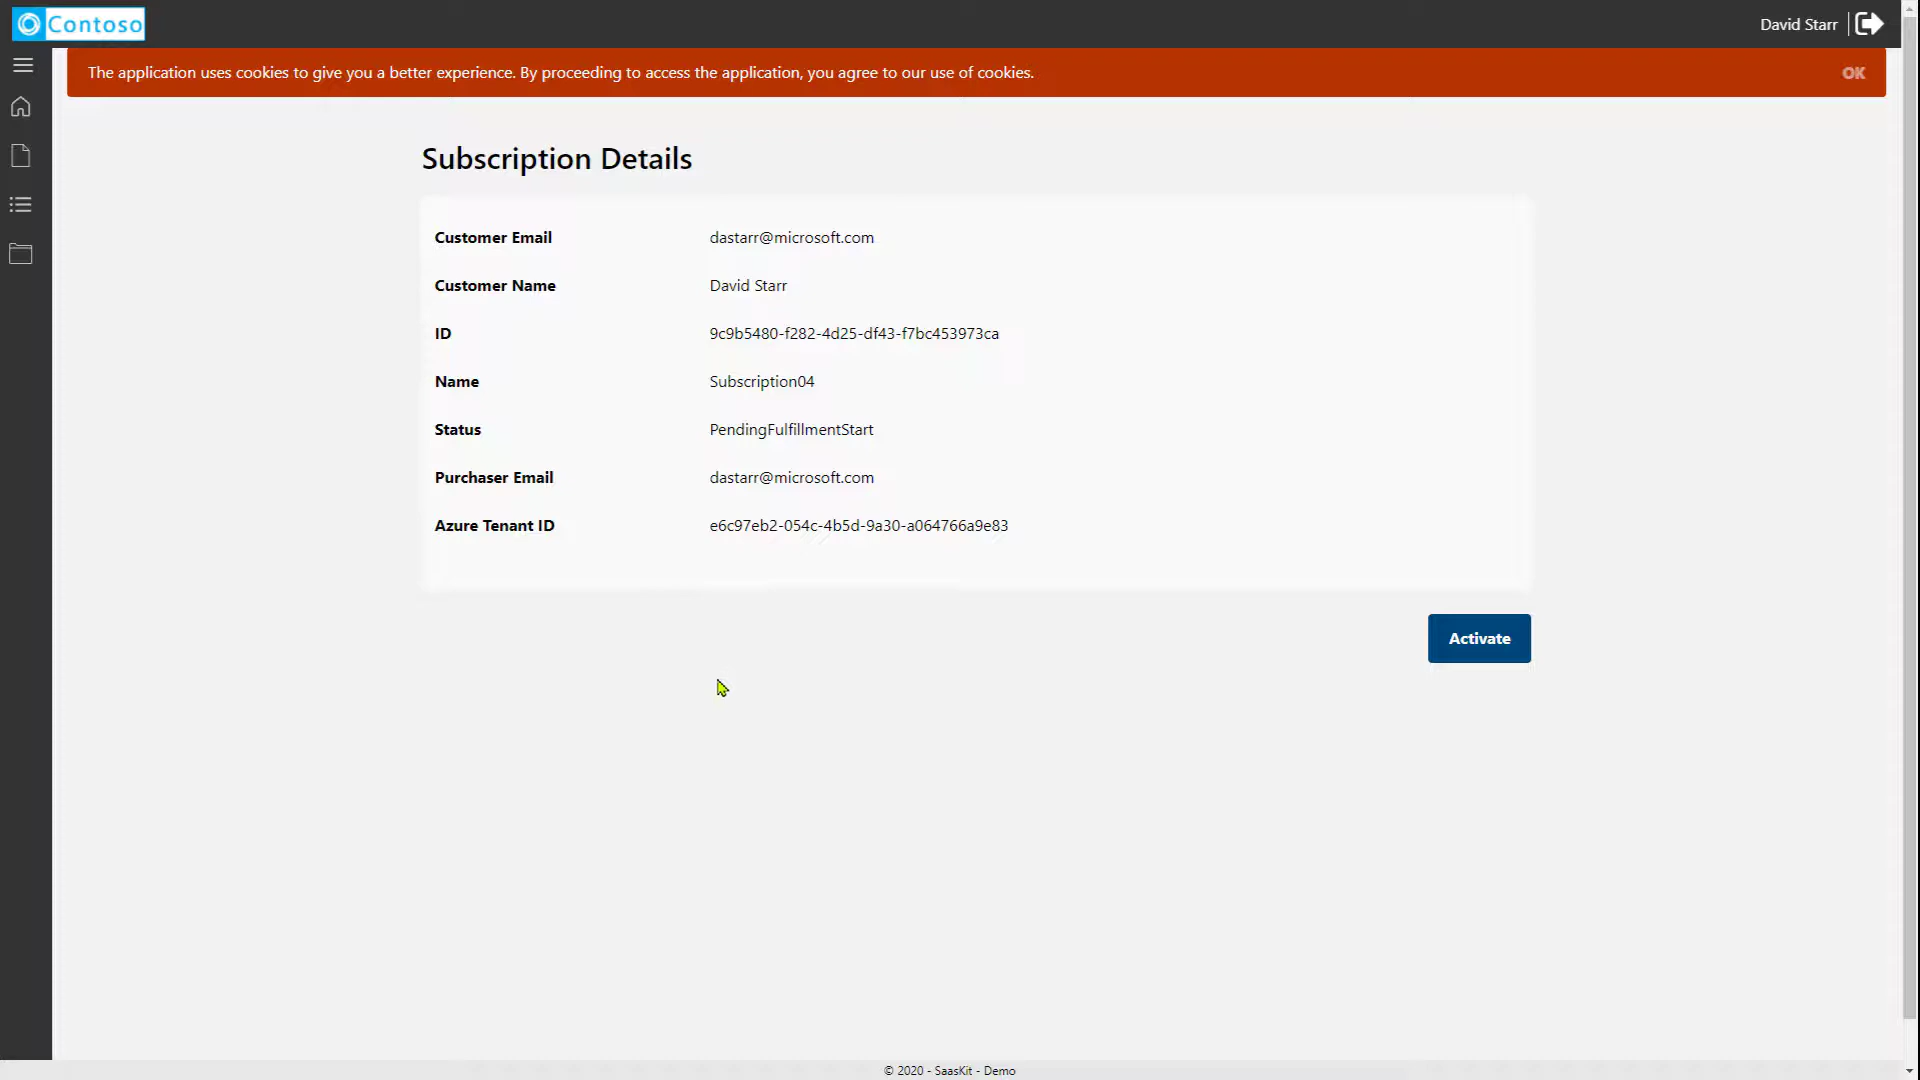 Contoso
David Starr
The application uses cookies to give you a better experience. By proceeding to access the application, you agree to our use of cookies.
OK
Subscription Details
Customer Email dastarr@microsoft.com
Customer Name David Starr
ID 9c9b5480-f282-4d25-df43-f7bc453973ca
Name Subscription04
Status PendingFulfillmentStart
Purchaser Email dastarr@microsoft.com
Azure Tenant ID e6c97eb2-054c-4b5d-9a30-a064766a9e83
Activate
© 2020 - SaasKit - Demo